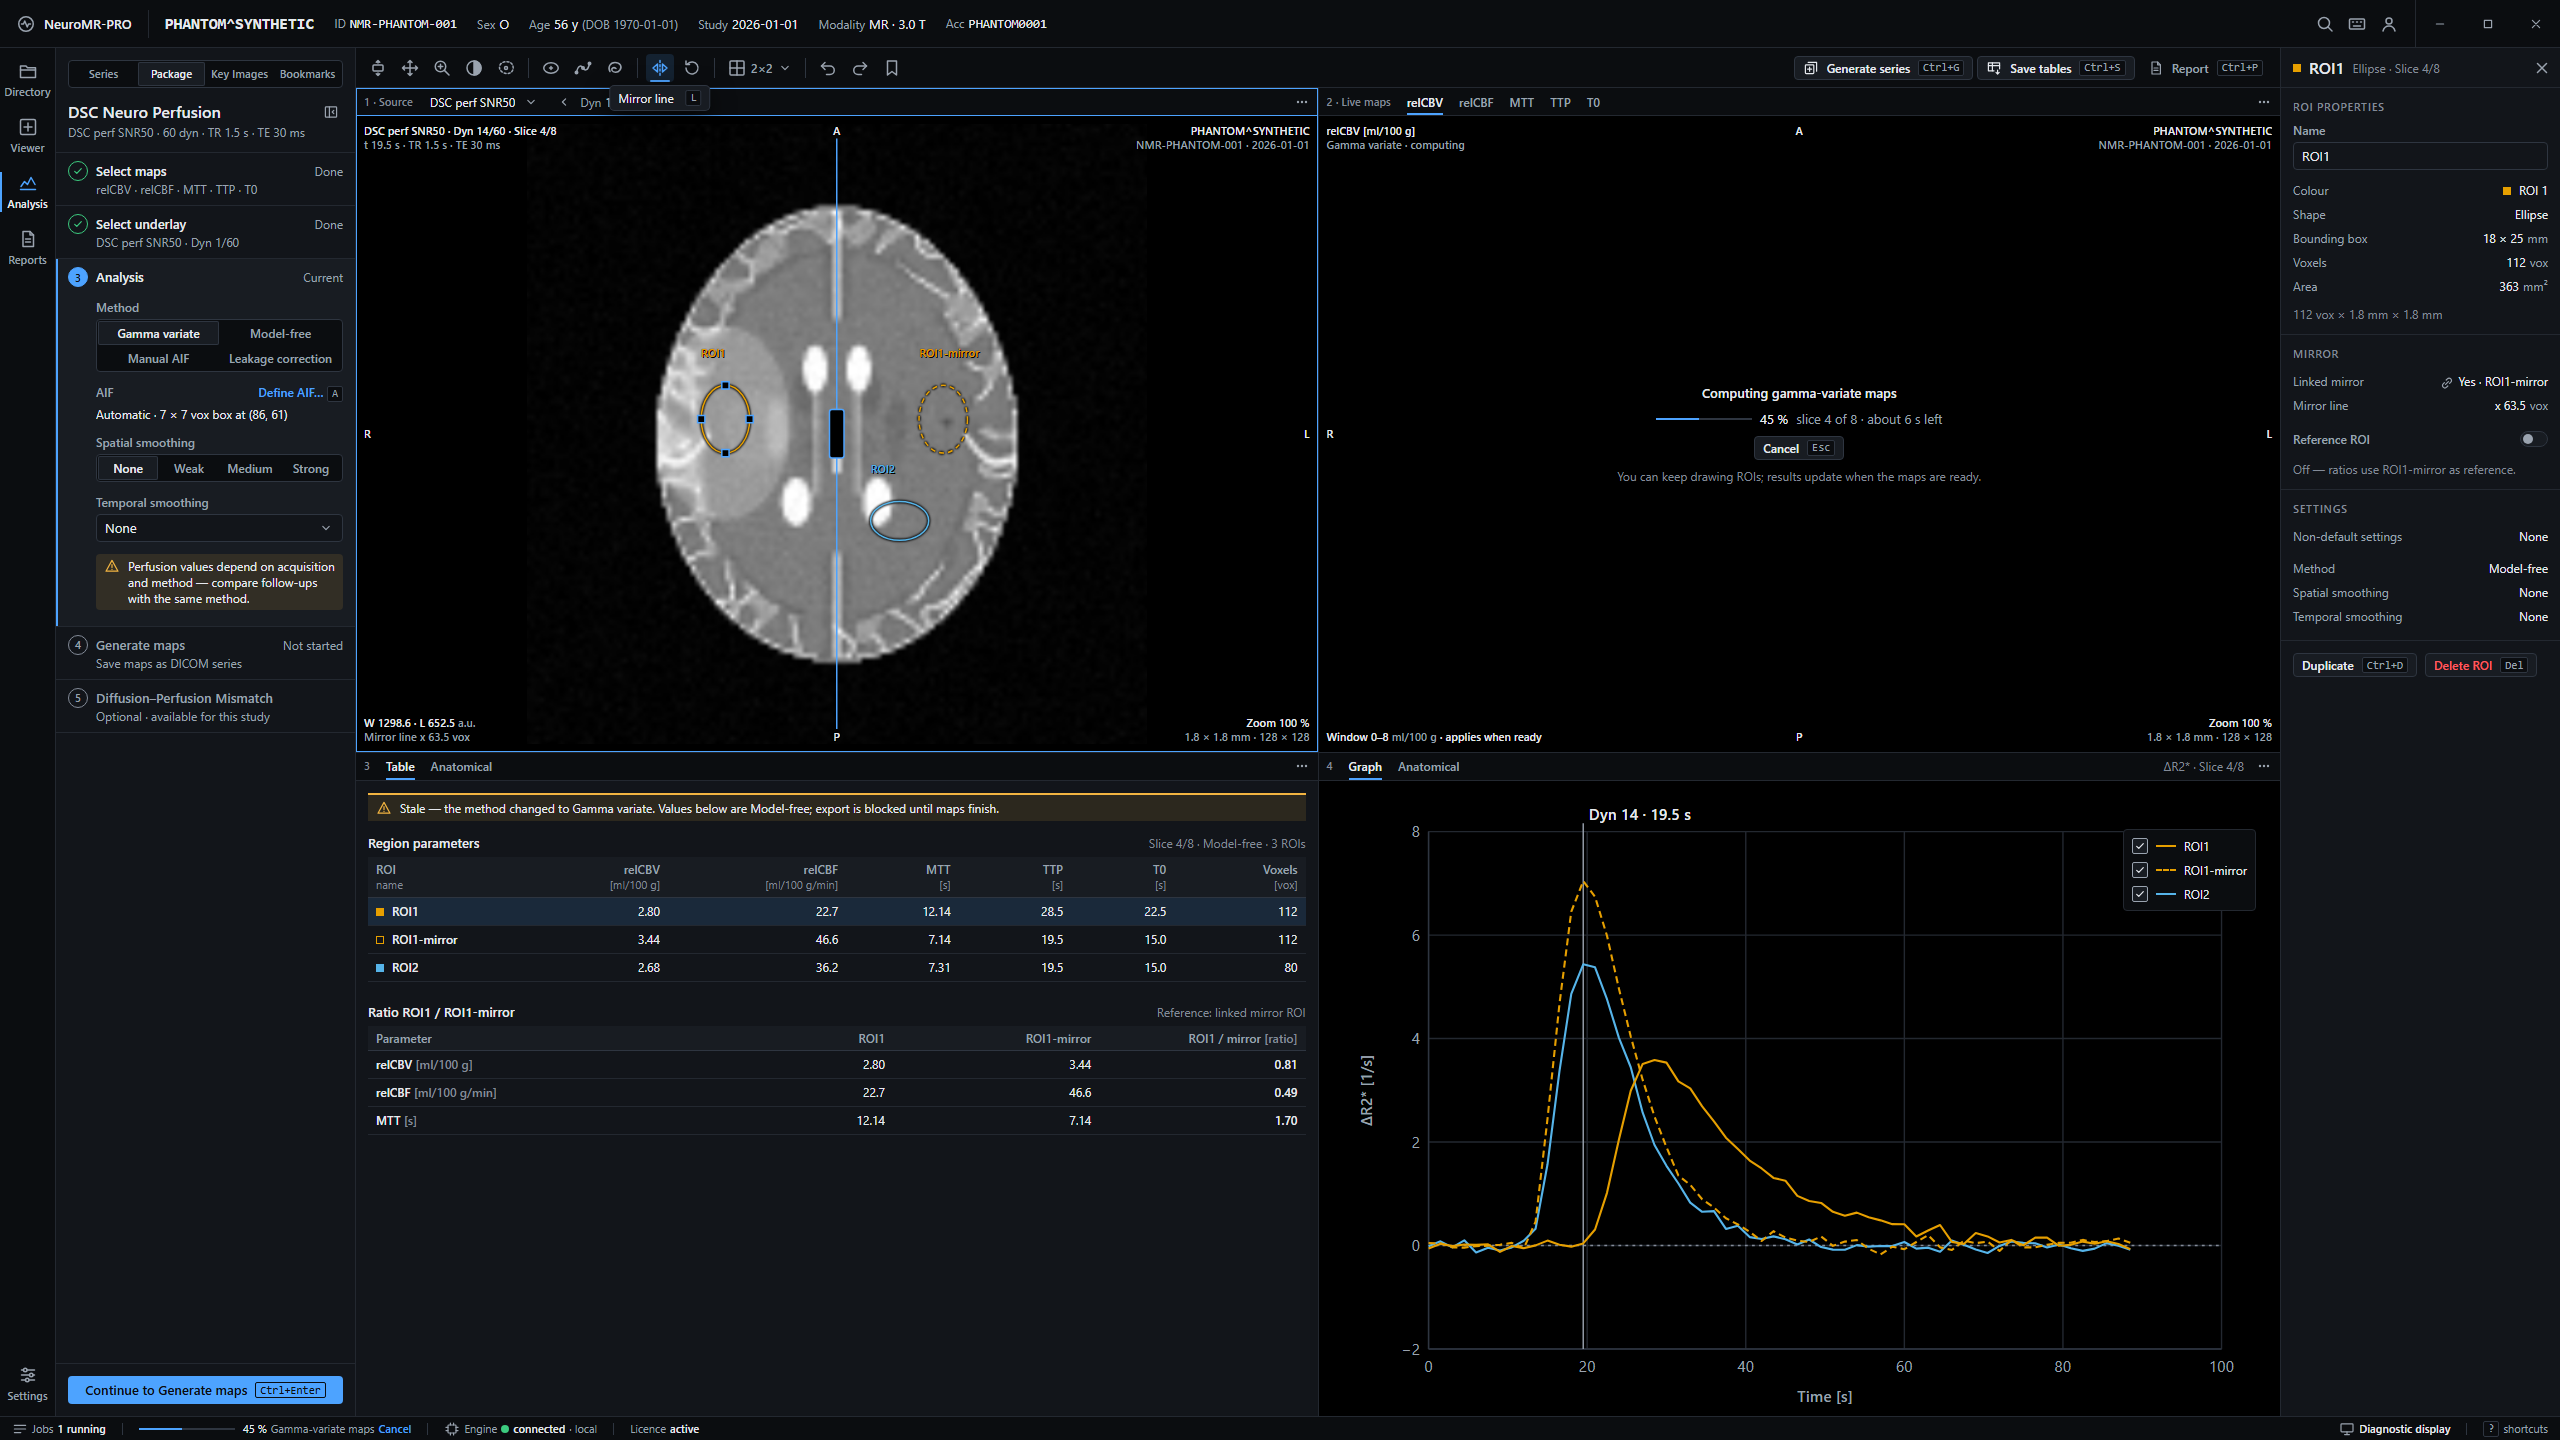 NeuroMR-PRO PHANTOM^SYNTHETIC ID NMR-PHANTOM-001 Sex O Age 56 y (DOB 1970-01-01) Study 2026-01-01 Modality MR · 3.0 T Acc PHANTOM0001
Directory
Viewer
Analysis
Reports
Settings
Series Package Key Images Bookmarks
DSC Neuro Perfusion
DSC perf SNR50 · 60 dyn · TR 1.5 s · TE 30 ms
Select maps Done
relCBV · relCBF · MTT · TTP · T0
Select underlay Done
DSC perf SNR50 · Dyn 1/60
3 Analysis Current
Method
Gamma variate Model-free
Manual AIF Leakage correction
AIF Define AIF... A
Automatic · 7 × 7 vox box at (86, 61)
Spatial smoothing
None Weak Medium Strong
Temporal smoothing
None
Perfusion values depend on acquisition
and method — compare follow-ups
with the same method.
4 Generate maps Not started
Save maps as DICOM series
5 Diffusion–Perfusion Mismatch
Optional · available for this study
Continue to Generate maps Ctrl+Enter
2×2
Generate series Ctrl+G Save tables Ctrl+S Report Ctrl+P
1 · Source DSC perf SNR50 Dyn 1
Mirror line L
DSC perf SNR50 · Dyn 14/60 · Slice 4/8
t 19.5 s · TR 1.5 s · TE 30 ms
A
PHANTOM^SYNTHETIC
NMR-PHANTOM-001 · 2026-01-01
ROI1
ROI1-mirror
R
L
ROI2
W 1298.6 · L 652.5 a.u.
Mirror line x 63.5 vox
P
Zoom 100 %
1.8 × 1.8 mm · 128 × 128
2 · Live maps relCBV relCBF MTT TTP T0
relCBV [ml/100 g]
Gamma variate · computing
A
PHANTOM^SYNTHETIC
NMR-PHANTOM-001 · 2026-01-01
Computing gamma-variate maps
45 % slice 4 of 8 · about 6 s left
Cancel Esc
You can keep drawing ROIs; results update when the maps are ready.
R
L
Window 0–8 ml/100 g · applies when ready
P
Zoom 100 %
1.8 × 1.8 mm · 128 × 128
3 Table Anatomical
Stale — the method changed to Gamma variate. Values below are Model-free; export is blocked until maps finish.
Region parameters Slice 4/8 · Model-free · 3 ROIs
ROI relCBV relCBF MTT TTP T0 Voxels
name [ml/100 g] [ml/100 g/min] [s] [s] [s] [vox]
ROI1 2.80 22.7 12.14 28.5 22.5 112
ROI1-mirror 3.44 46.6 7.14 19.5 15.0 112
ROI2 2.68 36.2 7.31 19.5 15.0 80
Ratio ROI1 / ROI1-mirror Reference: linked mirror ROI
Parameter ROI1 ROI1-mirror ROI1 / mirror [ratio]
relCBV [ml/100 g] 2.80 3.44 0.81
relCBF [ml/100 g/min] 22.7 46.6 0.49
MTT [s] 12.14 7.14 1.70
4 Graph Anatomical ΔR2* · Slice 4/8
Dyn 14 · 19.5 s
8
6
4
2
0
−2
0 20 40 60 80 100
ΔR2* [1/s]
Time [s]
ROI1
ROI1-mirror
ROI2
ROI1 Ellipse · Slice 4/8
ROI PROPERTIES
Name
ROI1
Colour ROI 1
Shape Ellipse
Bounding box 18 × 25 mm
Voxels 112 vox
Area 363 mm²
112 vox × 1.8 mm × 1.8 mm
MIRROR
Linked mirror Yes · ROI1-mirror
Mirror line x 63.5 vox
Reference ROI
Off — ratios use ROI1-mirror as reference.
SETTINGS
Non-default settings None
Method Model-free
Spatial smoothing None
Temporal smoothing None
Duplicate Ctrl+D Delete ROI Del
Jobs 1 running 45 % Gamma-variate maps Cancel Engine connected · local Licence active Diagnostic display ? shortcuts